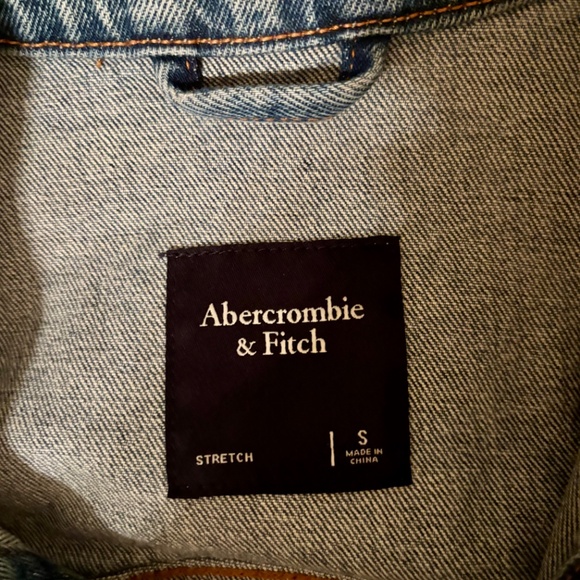 Abercrombie
& Fitch
STRETCH
S
MADE IN
CHINA